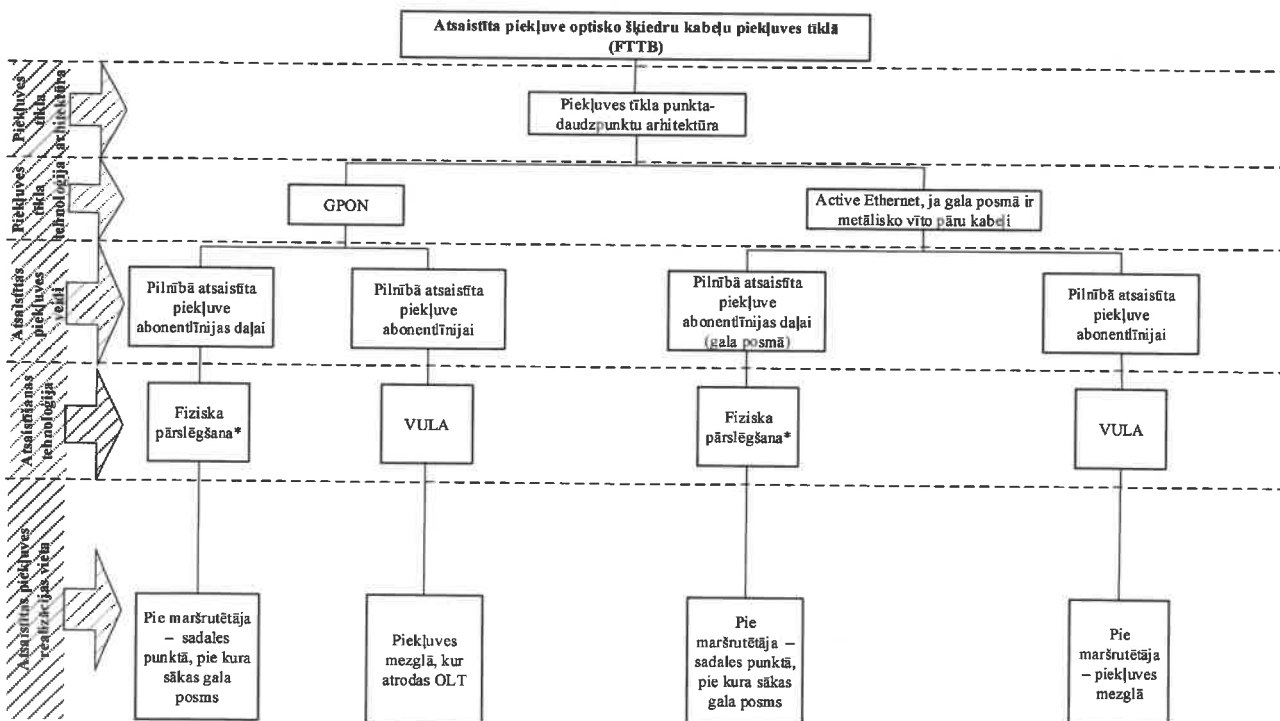 Atsaistīta piekļuve optisko šķiedru kabeļu piekļuves tīklā
(FTTB)
Piekļuves
tīkla
arhitektūra
Piekļuves tīkla punkta-
daudzpunktu arhitektūra
Piekļuves
tīkla
tehnoloģija
GPON
Active Ethernet, ja gala posmā ir
metālisko vīto pāru kabeļi
Atsaistītas
piekļuves
veidi
Pilnībā atsaistīta
piekļuve
abonentlīnijas daļai
Pilnībā atsaistīta
piekļuve
abonentlīnijai
Pilnībā atsaistīta
piekļuve
abonentlīnijas daļai
(gala posmā)
Pilnībā atsaistīta
piekļuve
abonentlīnijai
Atsaistīšanas
tehnoloģija
Fiziska
pārslēgšana*
VULA
Fiziska
pārslēgšana*
VULA
Atsaistītas piekļuves
realizācijas vieta
Pie maršrutētāja
– sadales
punktā, pie kura
sākas gala
posms
Piekļuves
mezglā, kur
atrodas OLT
Pie
maršrutētāja –
sadales punktā,
pie kura sākas
gala posms
Pie
maršrutētāja
– piekļuves
mezglā